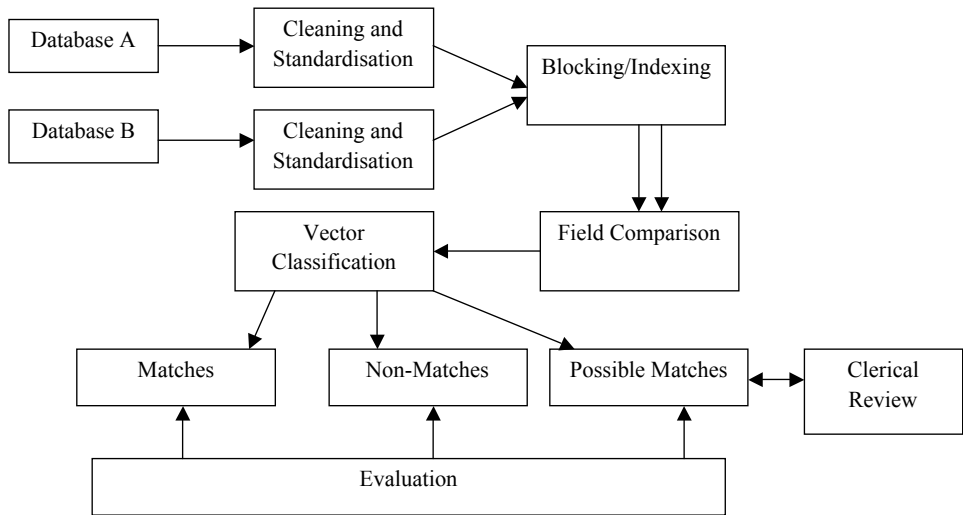 Database A
Cleaning and
Standardisation
Blocking/Indexing
Database B
Cleaning and
Standardisation
Vector
Classification
Field Comparison
Matches
Non-Matches
Possible Matches
Clerical
Review
Evaluation